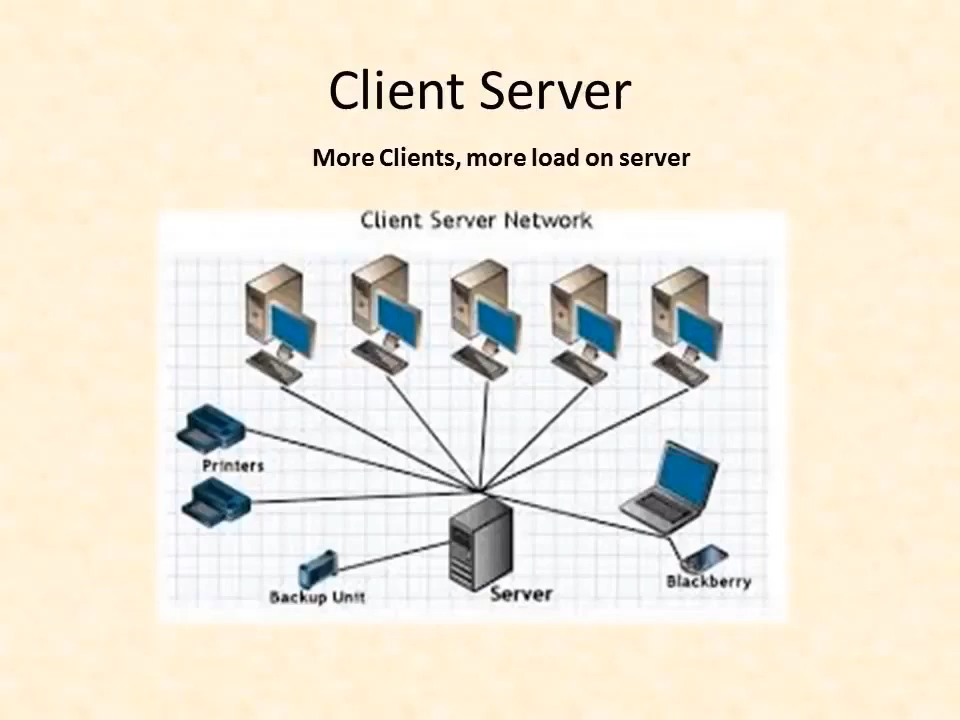 Client Server
More Clients, more load on server
Client Server Network
Printers
Backup Unit
Server
Blackberry